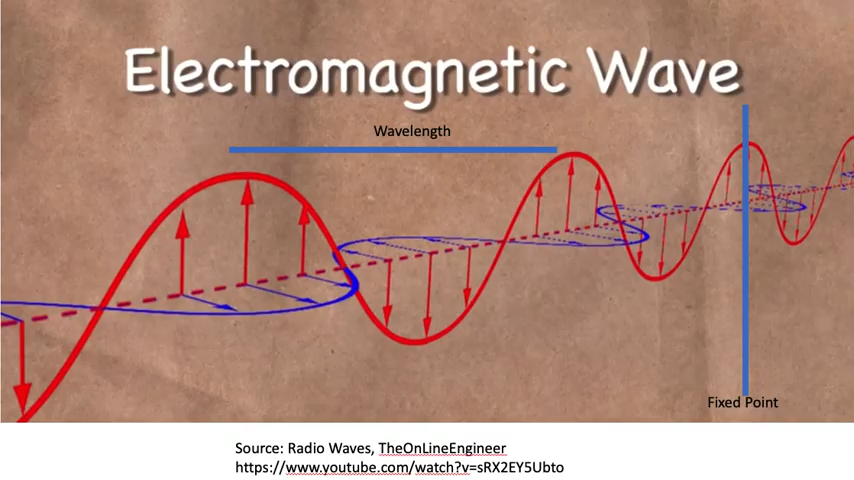 Electromagnetic Wave
Wavelength
Fixed Point
Source: Radio Waves, TheOnLineEngineer
https://www.youtube.com/watch?v=sRX2EY5Ubto